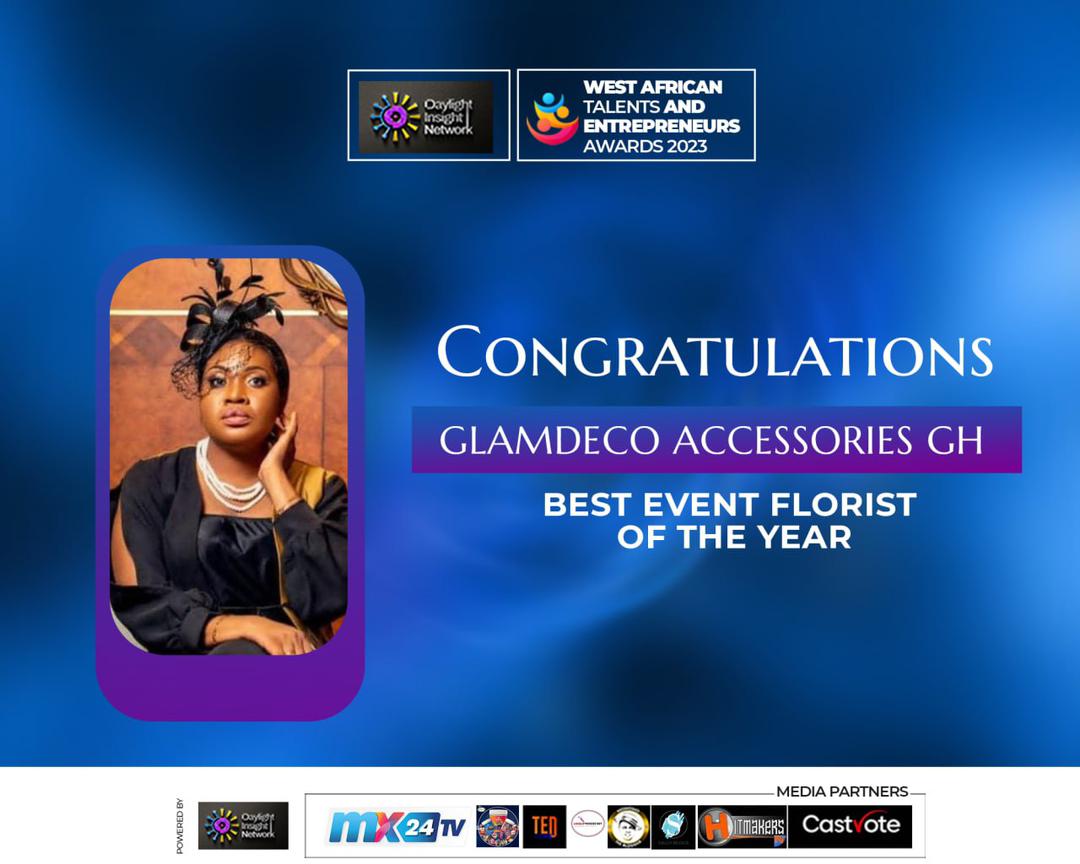 Daylight
Insight
Network
WEST AFRICAN
TALENTS AND
ENTREPRENEURS
AWARDS 2023
CONGRATULATIONS
GLAMDECO ACCESSORIES GH
BEST EVENT FLORIST
OF THE YEAR
MEDIA PARTNERS
POWERED BY
Daylight
Insight
Network
MX24TV
HITMAKERS
CastVote